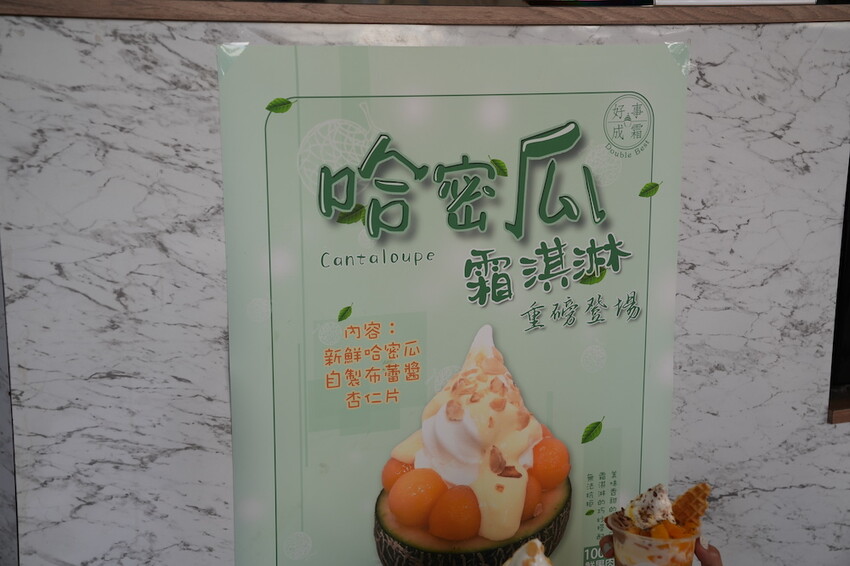 好事
成霜
Double Best
哈密瓜
Cantaloupe
霜淇淋
重磅登場
內容：
新鮮哈密瓜
自製布蕾醬
杏仁片
100